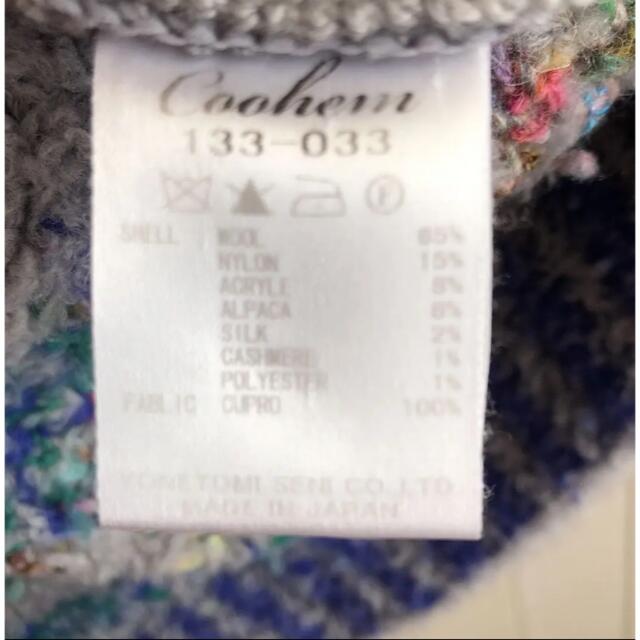 Coohem
133-033
SHELL WOOL 65%
NYLON 15%
ACRYLE 8%
ALPACA 8%
SILK 2%
CASHMERE 1%
POLYESTER 1%
FABLIC CUPRO 100%
YONETOMI SENI CO.,LTD
MADE IN JAPAN